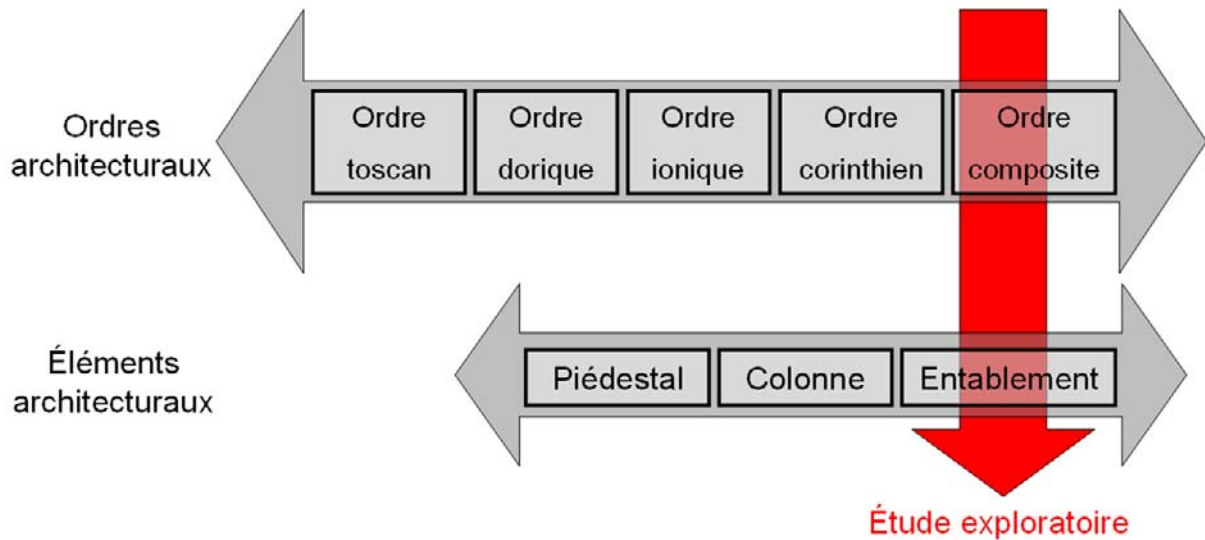 Ordres
architecturaux
Ordre
toscan
Ordre
dorique
Ordre
ionique
Ordre
corinthien
Ordre
composite
Éléments
architecturaux
Piédestal
Colonne
Entablement
Étude exploratoire